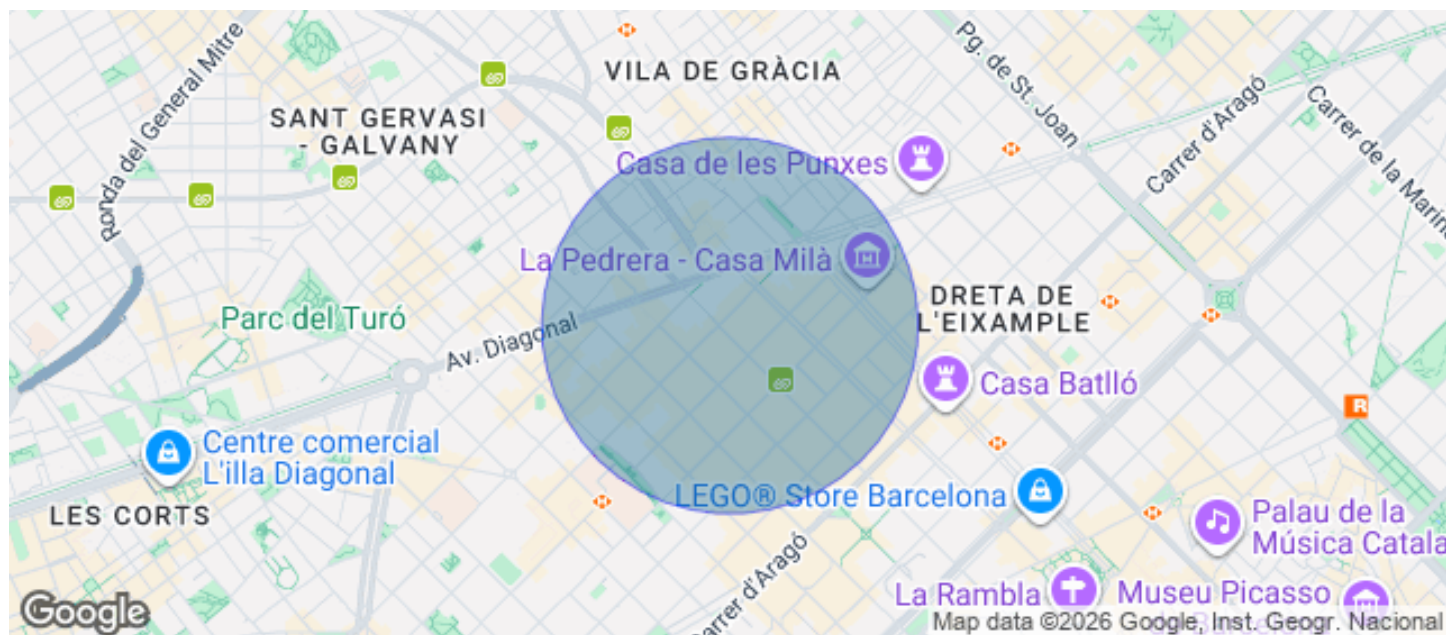 Ronda del General Mitre
SANT GERVASI
- GALVANY
VILA DE GRÀCIA
Pg. de St. Joan
Carrer d'Aragó
Carrer de la Marina
Casa de les Punxes
La Pedrera - Casa Milà
DRETA DE
L'EIXAMPLE
Parc del Turó
Av. Diagonal
Casa Batlló
R
Centre comercial
L'illa Diagonal
LES CORTS
LEGO® Store Barcelona
Palau de la
Música Catala
Carrer d'Aragó
La Rambla
Museu Picasso
Google
Map data ©2026 Google, Inst. Geogr. Nacional